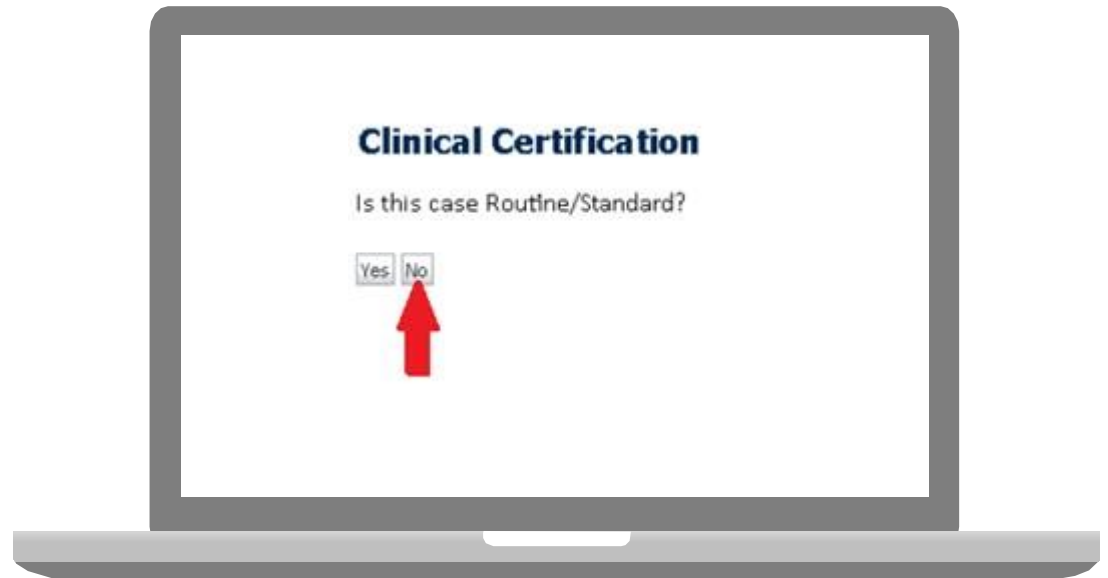 Clinical Certification
Is this case Routine/Standard?
Yes No